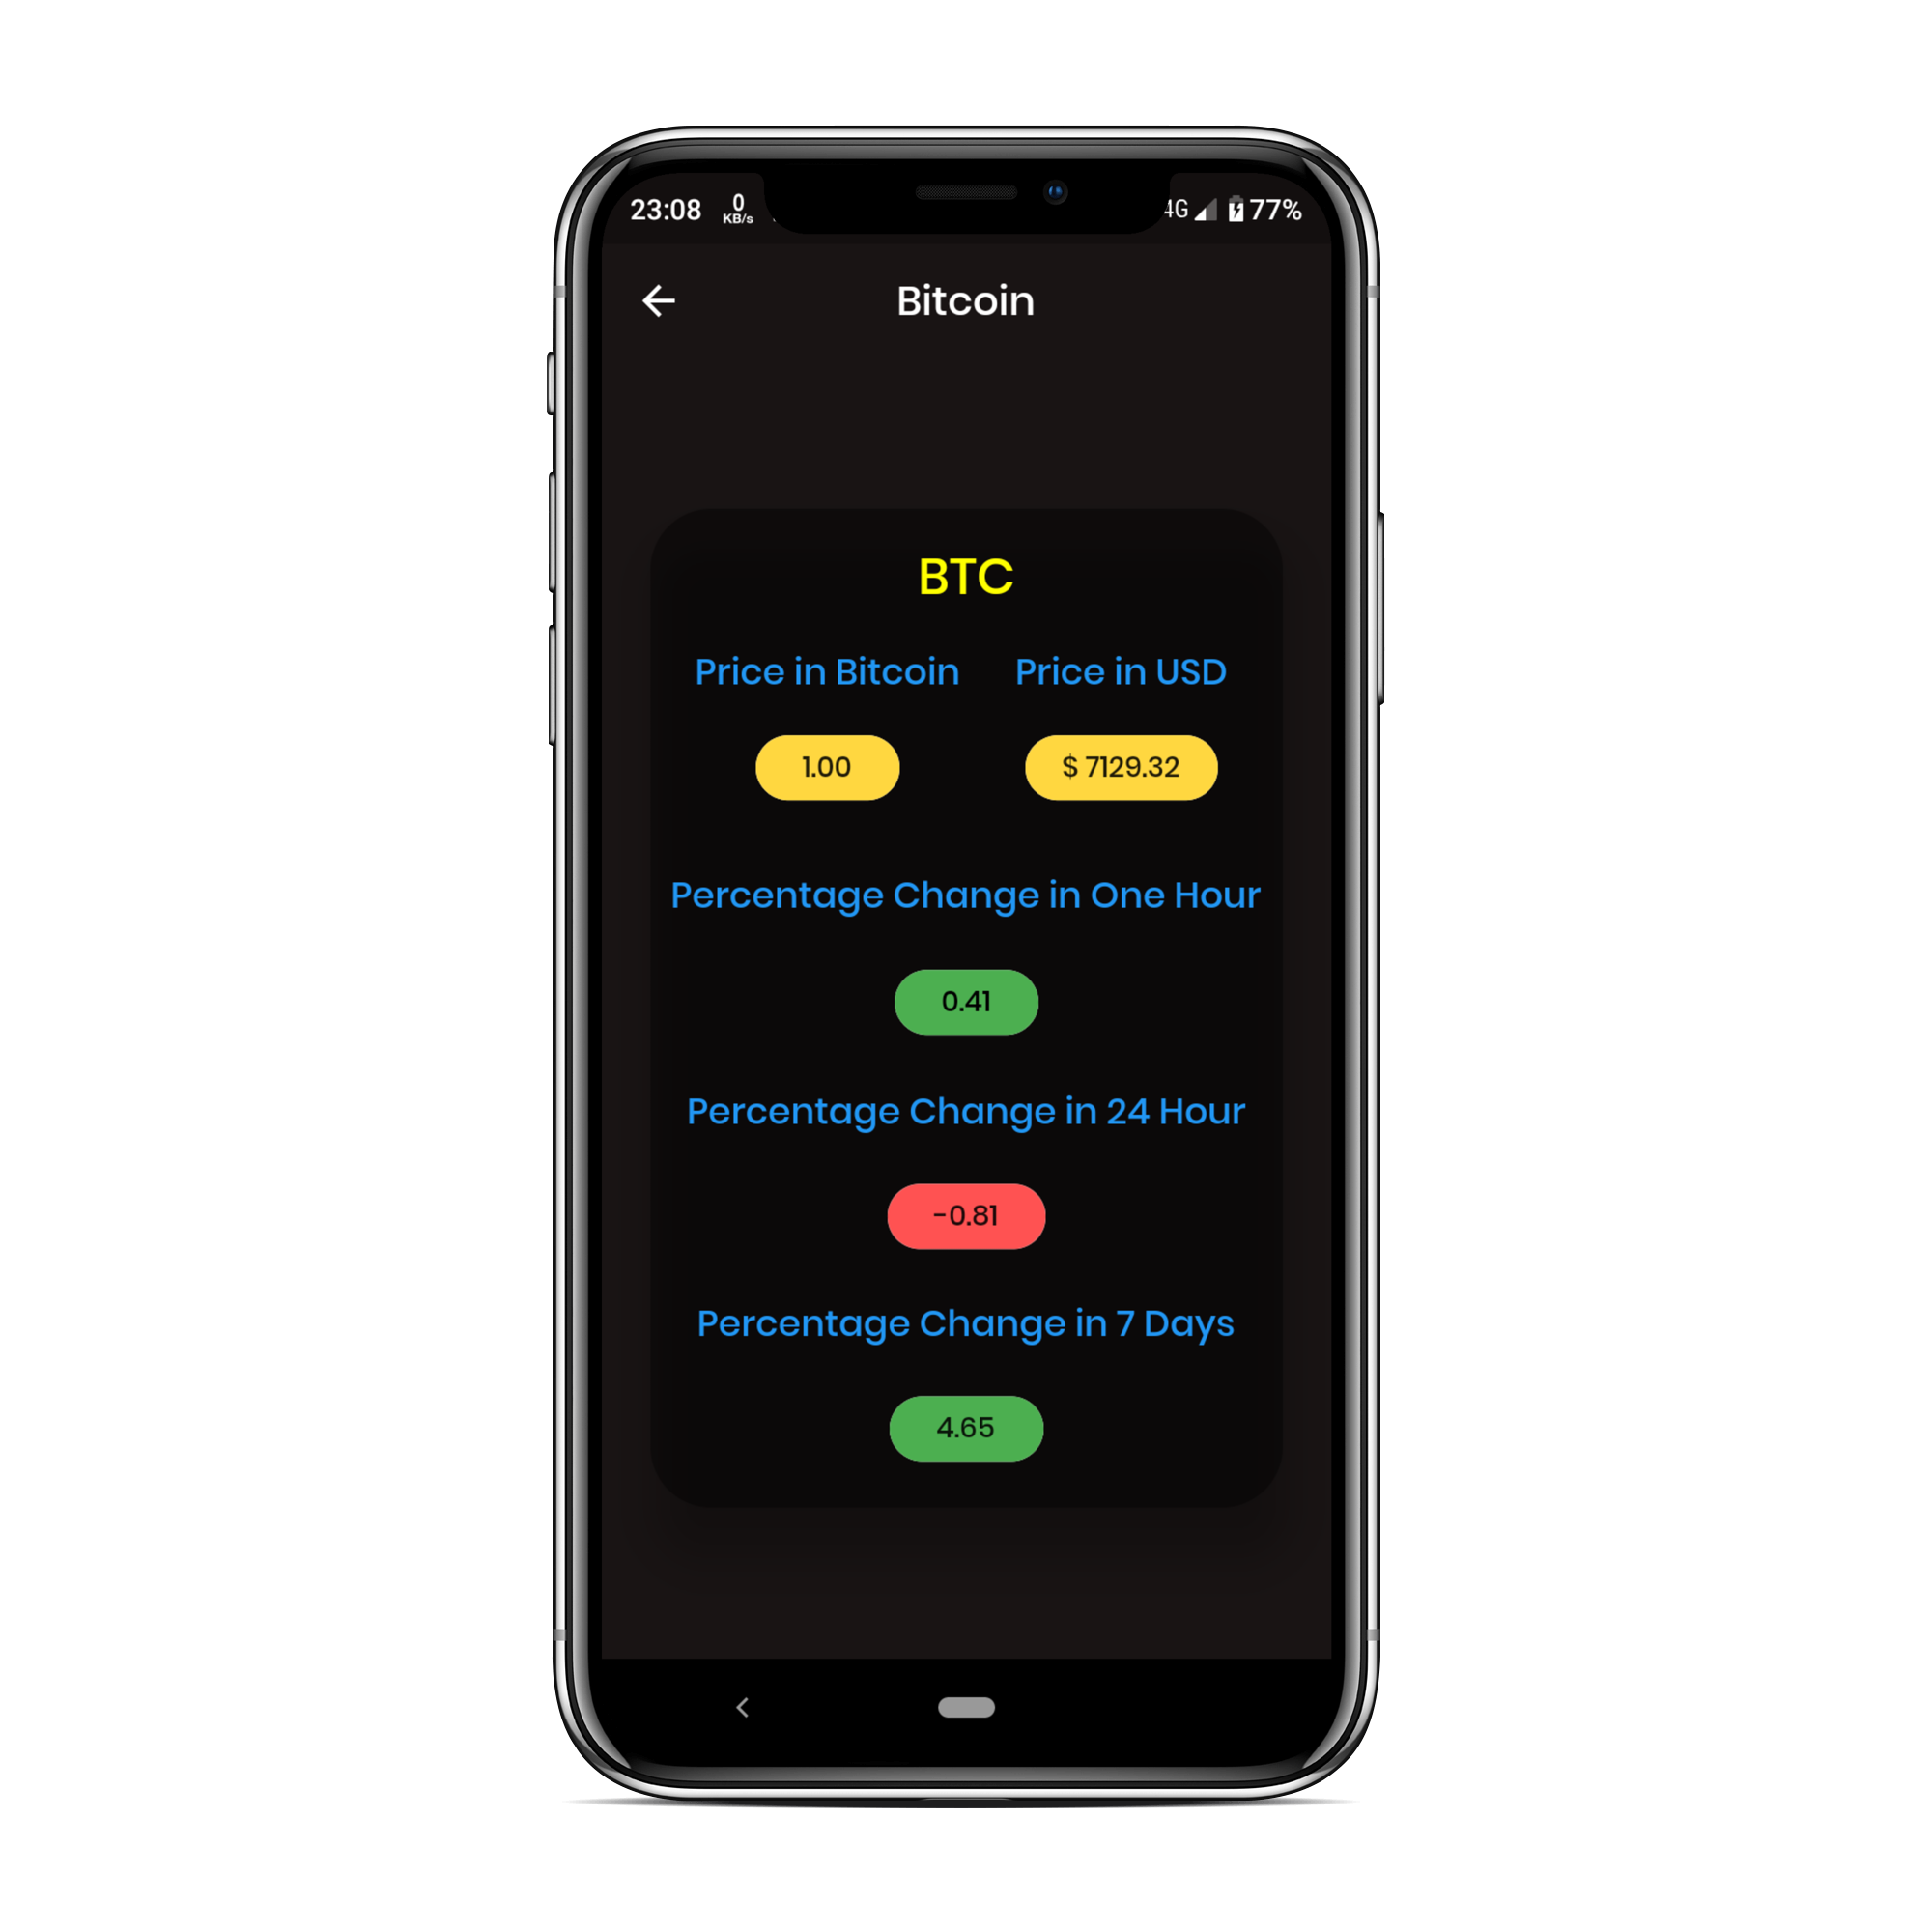 23:08 0 KB/s 4G 77%
Bitcoin
BTC
Price in Bitcoin Price in USD
1.00 $ 7129.32
Percentage Change in One Hour
0.41
Percentage Change in 24 Hour
-0.81
Percentage Change in 7 Days
4.65